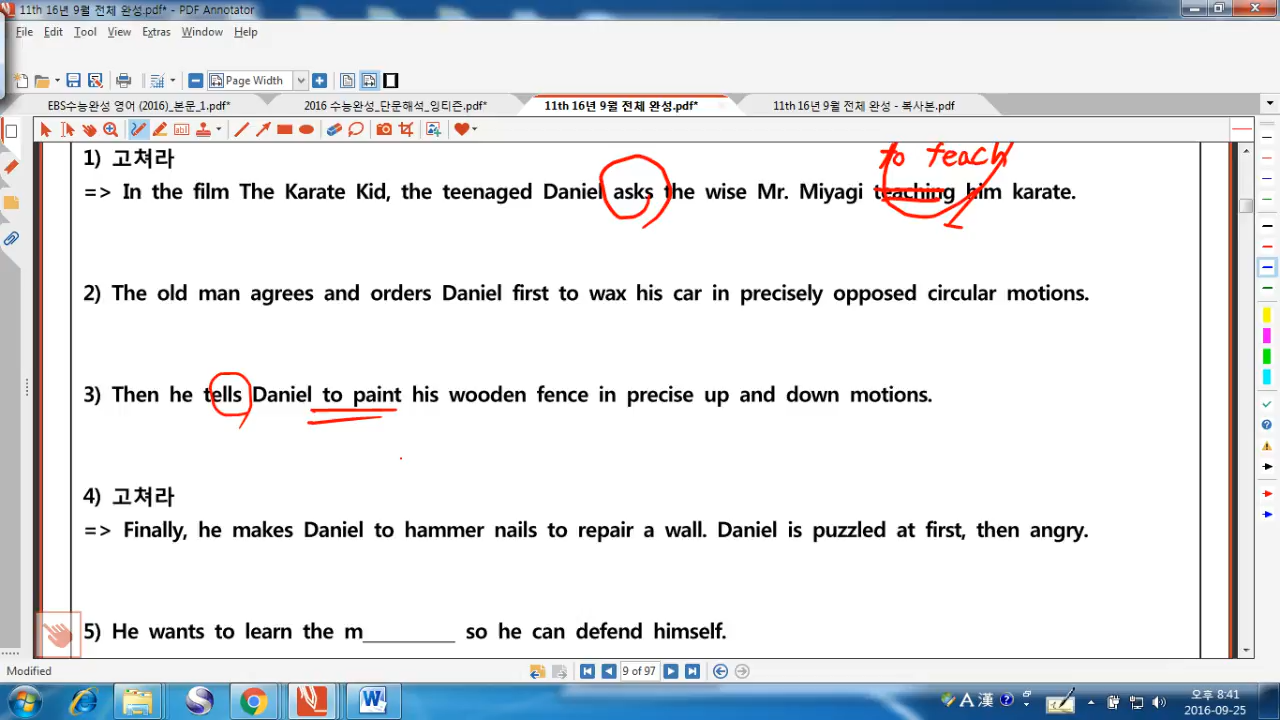 11th 16년 9월 전체 완성.pdf* - PDF Annotator
File Edit Tool View Extras Window Help
Page Width
EBS수능완성 영어 (2016)_본문_1.pdf* 2016 수능완성_단문해석_잉티즌.pdf* 11th 16년 9월 전체 완성.pdf* 11th 16년 9월 전체 완성 - 복사본.pdf
1) 고쳐라
to teach
=> In the film The Karate Kid, the teenaged Daniel asks the wise Mr. Miyagi teaching him karate.
2) The old man agrees and orders Daniel first to wax his car in precisely opposed circular motions.
3) Then he tells Daniel to paint his wooden fence in precise up and down motions.
4) 고쳐라
=> Finally, he makes Daniel to hammer nails to repair a wall. Daniel is puzzled at first, then angry.
5) He wants to learn the m_________ so he can defend himself.
Modified
9 of 97
A 漢
오후 8:41
2016-09-25